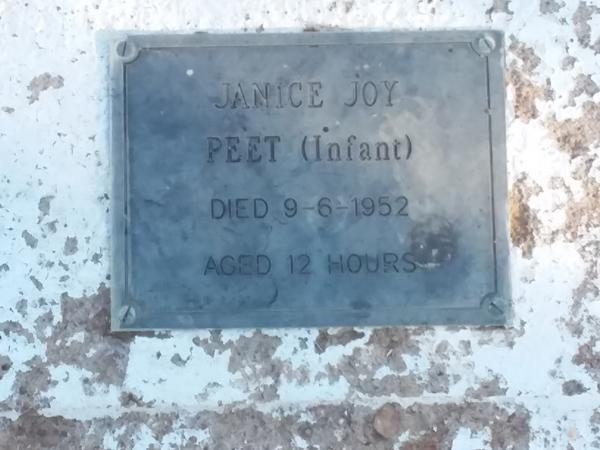 JANICE JOY
PEET (Infant)
DIED 9-6-1952
AGED 12 HOURS